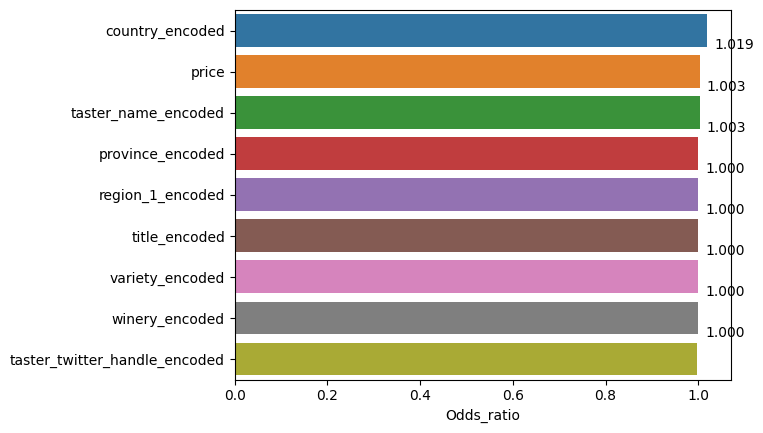 country_encoded
1.019
price
1.003
taster_name_encoded
1.003
province_encoded
1.000
region_1_encoded
1.000
title_encoded
1.000
variety_encoded
1.000
winery_encoded
1.000
taster_twitter_handle_encoded
0.0 0.2 0.4 0.6 0.8 1.0
Odds_ratio